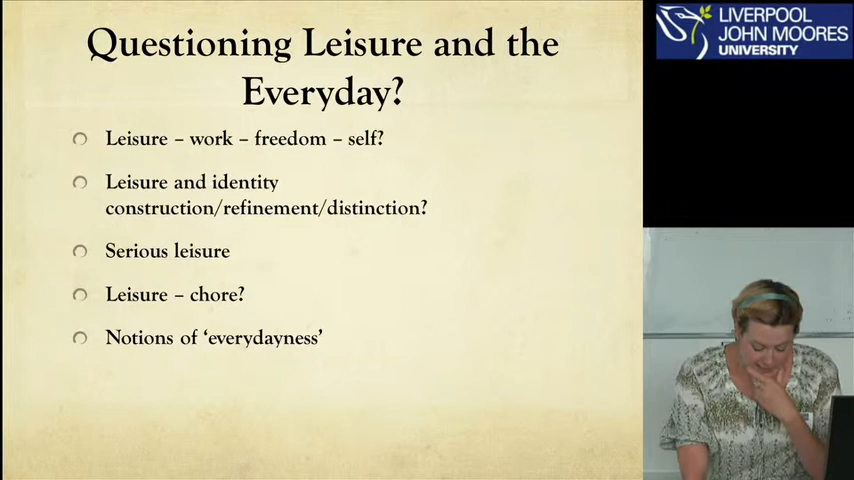 Questioning Leisure and the
Everyday?
Leisure – work – freedom – self?
Leisure and identity
construction/refinement/distinction?
Serious leisure
Leisure – chore?
Notions of ‘everydayness’
LIVERPOOL
JOHN MOORES
UNIVERSITY